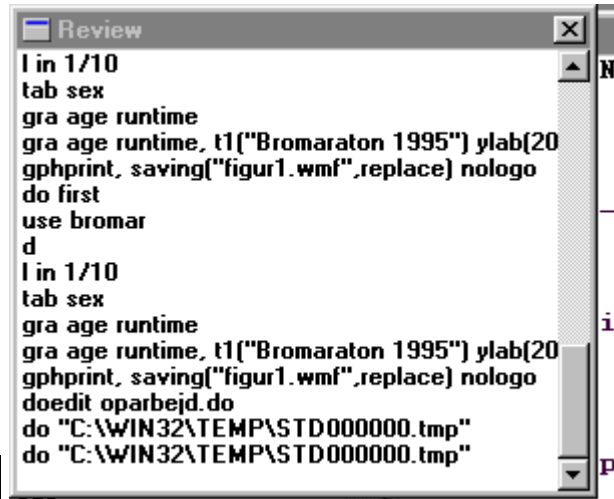 Review
l in 1/10
tab sex
gra age runtime
gra age runtime, t1("Bromaraton 1995") ylab(20
gphprint, saving("figur1.wmf",replace) nologo
do first
use bromar
d
l in 1/10
tab sex
gra age runtime
gra age runtime, t1("Bromaraton 1995") ylab(20
gphprint, saving("figur1.wmf",replace) nologo
doedit oparbejd.do
do "C:\WIN32\TEMP\STD000000.tmp"
do "C:\WIN32\TEMP\STD000000.tmp"